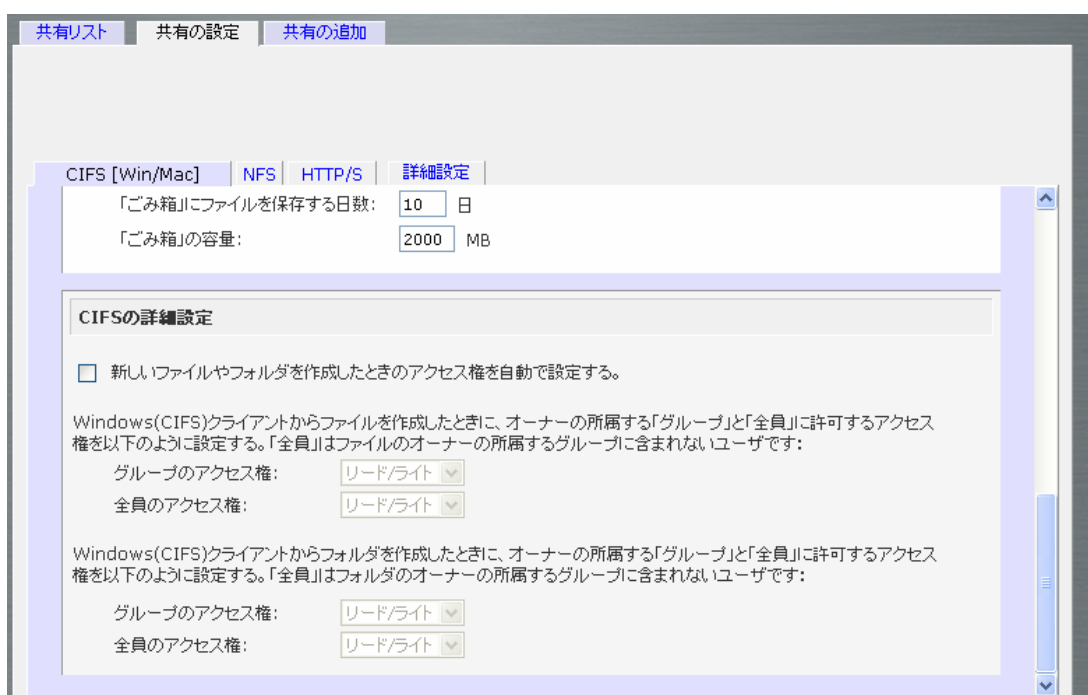 共有リスト 共有の設定 共有の追加
CIFS [Win/Mac] NFS HTTP/S 詳細設定
「ごみ箱」にファイルを保存する日数: 10 日
「ごみ箱」の容量: 2000 MB
CIFSの詳細設定
新しいファイルやフォルダを作成したときのアクセス権を自動で設定する。
Windows(CIFS)クライアントからファイルを作成したときに、オーナーの所属する「グループ」と「全員」に許可するアクセス
権を以下のように設定する。「全員」はファイルのオーナーの所属するグループに含まれないユーザです:
グループのアクセス権: リード/ライト
全員のアクセス権: リード/ライト
Windows(CIFS)クライアントからフォルダを作成したときに、オーナーの所属する「グループ」と「全員」に許可するアクセス
権を以下のように設定する。「全員」はフォルダのオーナーの所属するグループに含まれないユーザです:
グループのアクセス権: リード/ライト
全員のアクセス権: リード/ライト